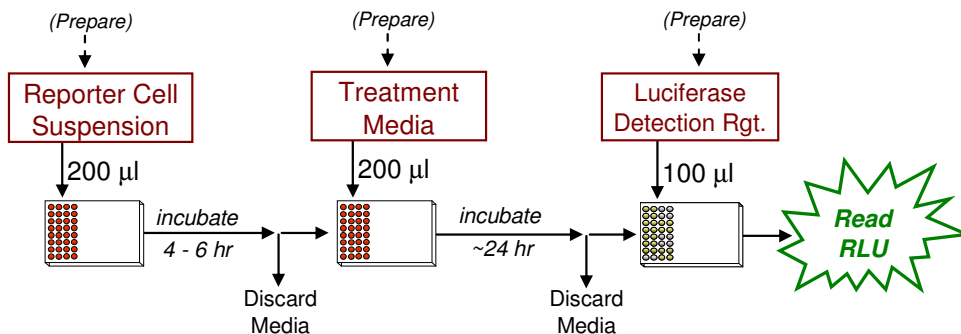 (Prepare)
(Prepare)
(Prepare)
Reporter Cell
Suspension
Treatment
Media
Luciferase
Detection Rgt.
200 µl
200 µl
100 µl
incubate
4 - 6 hr
incubate
~24 hr
Read
RLU
Discard
Media
Discard
Media